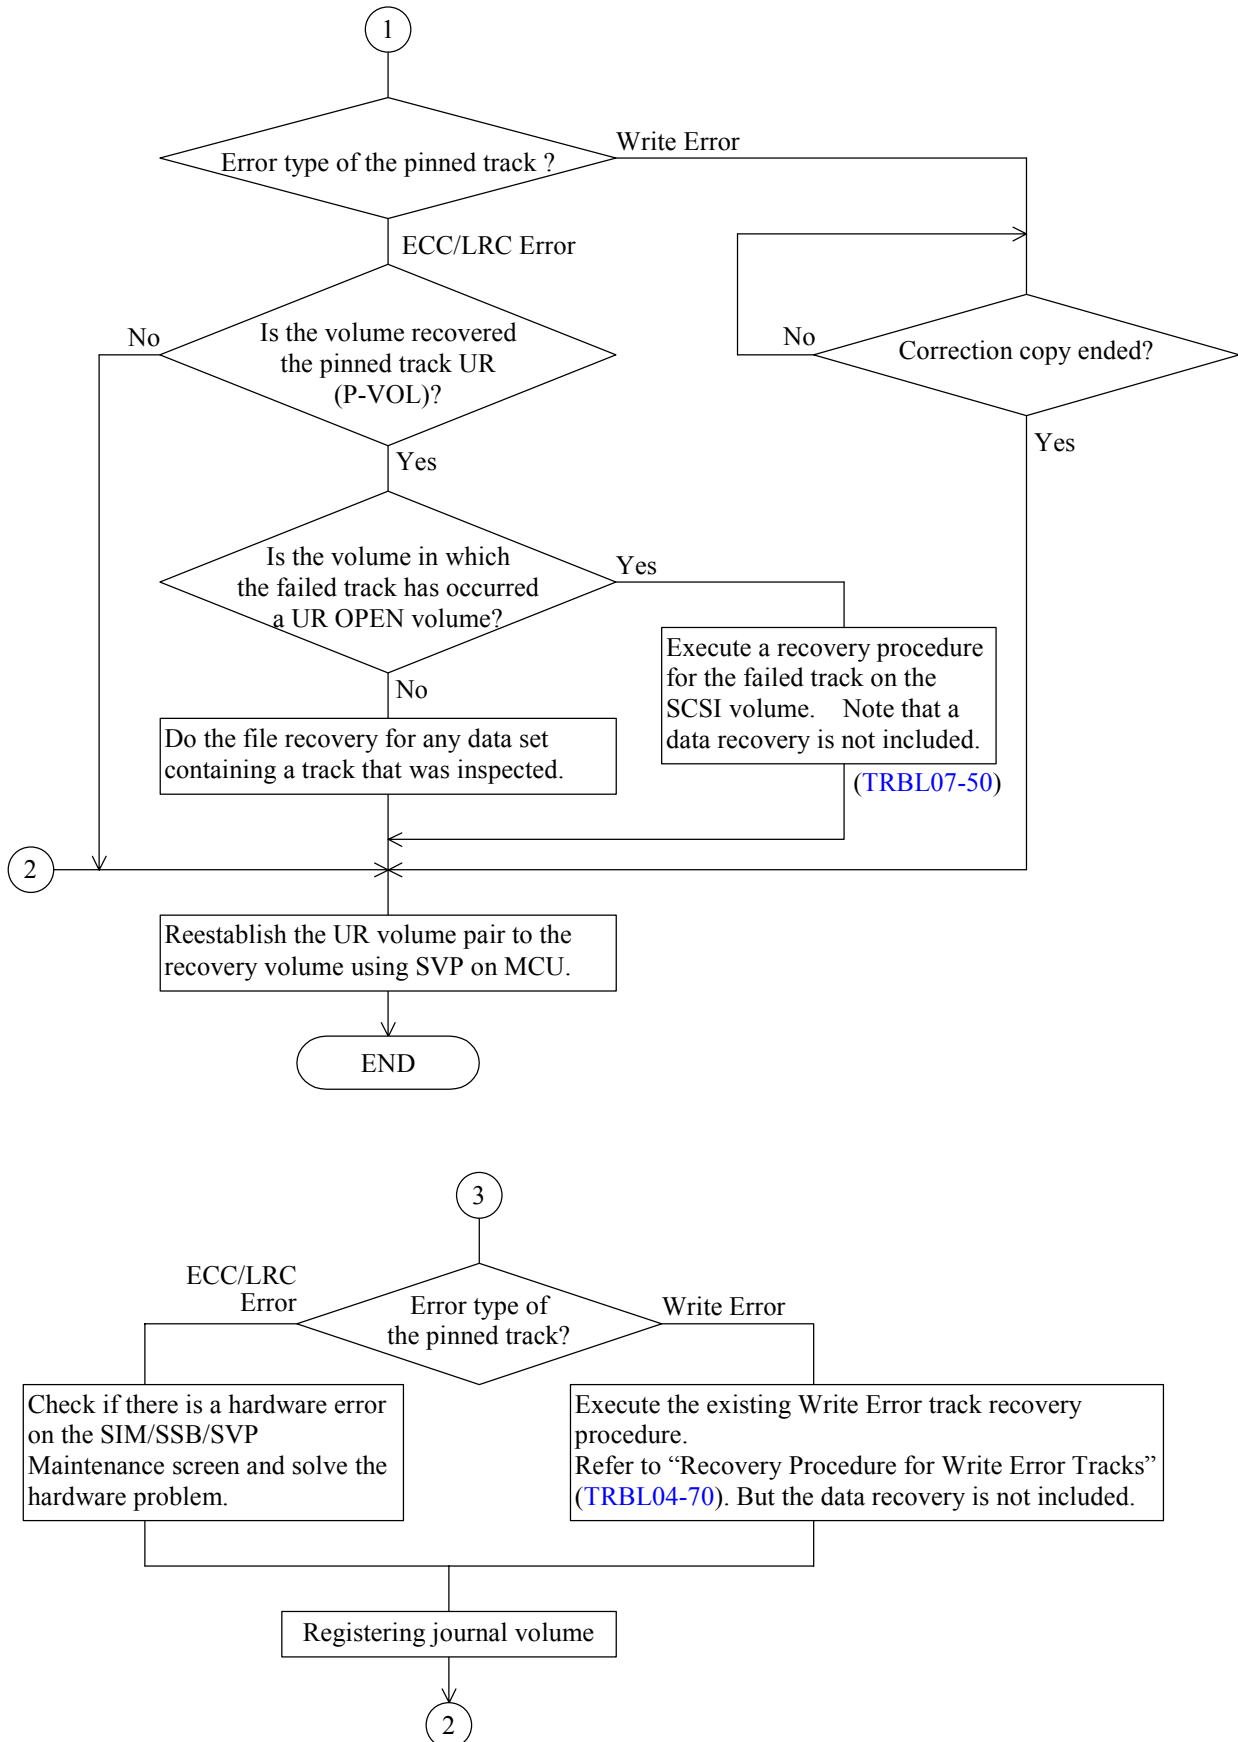 1
Error type of the pinned track ?
Write Error
ECC/LRC Error
No
Is the volume recovered
the pinned track UR
(P-VOL)?
No
Correction copy ended?
Yes
Yes
Is the volume in which
the failed track has occurred
a UR OPEN volume?
Yes
Execute a recovery procedure
for the failed track on the
SCSI volume. Note that a
data recovery is not included.
(TRBL07-50)
No
Do the file recovery for any data set
containing a track that was inspected.
2
Reestablish the UR volume pair to the
recovery volume using SVP on MCU.
END
3
ECC/LRC
Error
Error type of
the pinned track?
Write Error
Check if there is a hardware error
on the SIM/SSB/SVP
Maintenance screen and solve the
hardware problem.
Execute the existing Write Error track recovery
procedure.
Refer to “Recovery Procedure for Write Error Tracks”
(TRBL04-70). But the data recovery is not included.
Registering journal volume
2